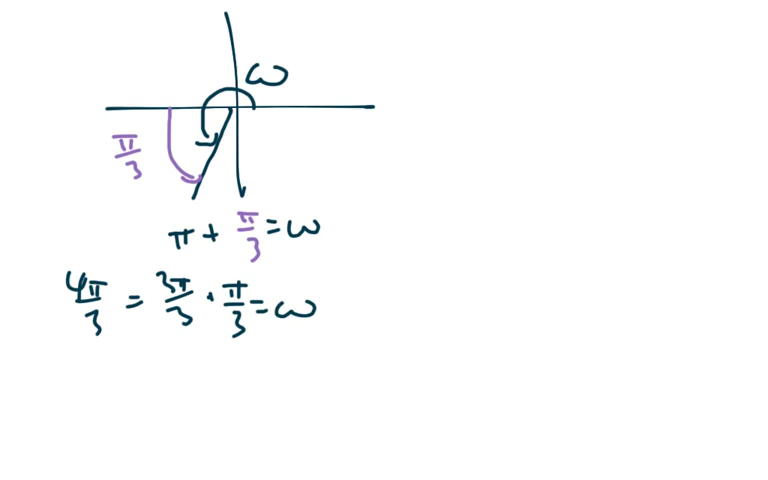 ω
π/3
π + π/3 = ω
4π/3 = 3π/3 · π/3 = ω